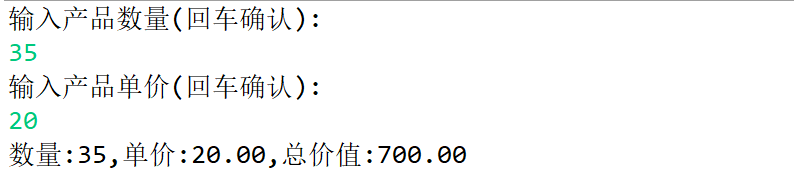 输入产品数量(回车确认):
35
输入产品单价(回车确认):
20
数量:35,单价:20.00,总价值:700.00